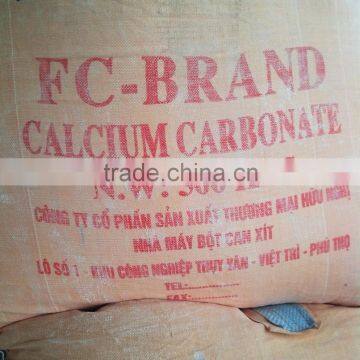 FC-BRAND
CALCIUM CARBONATE
trade.china.cn
N.W:
CÔNG TY CỔ PHẦN SẢN XUẤT THƯƠNG MẠI HỮU NGHỊ
NHÀ MÁY BỘT CAN XÍT
LÔ SỐ 1 - KHU CÔNG NGHIỆP THỤY VÂN - VIỆT TRÌ - PHÚ THỌ
TEL:..............
FAX:..............